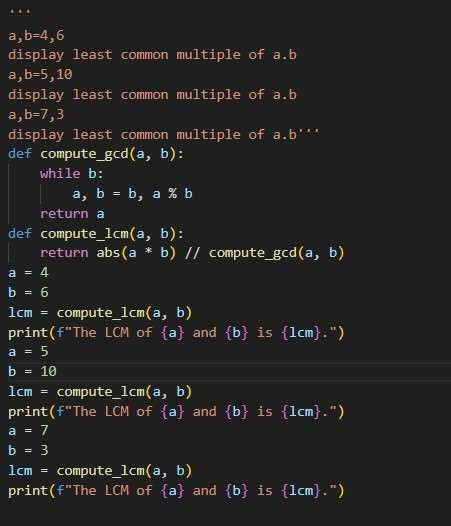 '''
a,b=4,6
display least common multiple of a.b
a,b=5,10
display least common multiple of a.b
a,b=7,3
display least common multiple of a.b'''
def compute_gcd(a, b):
    while b:
        a, b = b, a % b
    return a
def compute_lcm(a, b):
    return abs(a * b) // compute_gcd(a, b)
a = 4
b = 6
lcm = compute_lcm(a, b)
print(f"The LCM of {a} and {b} is {lcm}.")
a = 5
b = 10
lcm = compute_lcm(a, b)
print(f"The LCM of {a} and {b} is {lcm}.")
a = 7
b = 3
lcm = compute_lcm(a, b)
print(f"The LCM of {a} and {b} is {lcm}.")